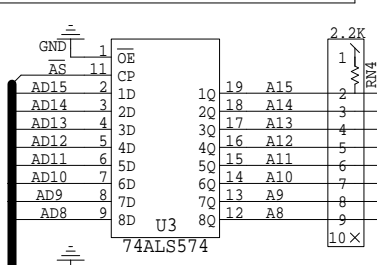 2.2K
GND 1 OE 1
AS 11 CP RN4
AD15 2 1D 1Q 19 A15 2
AD14 3 2D 2Q 18 A14 3
AD13 4 3D 3Q 17 A13 4
AD12 5 4D 4Q 16 A12 5
AD11 6 5D 5Q 15 A11 6
AD10 7 6D 6Q 14 A10 7
AD9 8 7D 7Q 13 A9 8
AD8 9 8D 8Q 12 A8 9
U3 10×
74ALS574